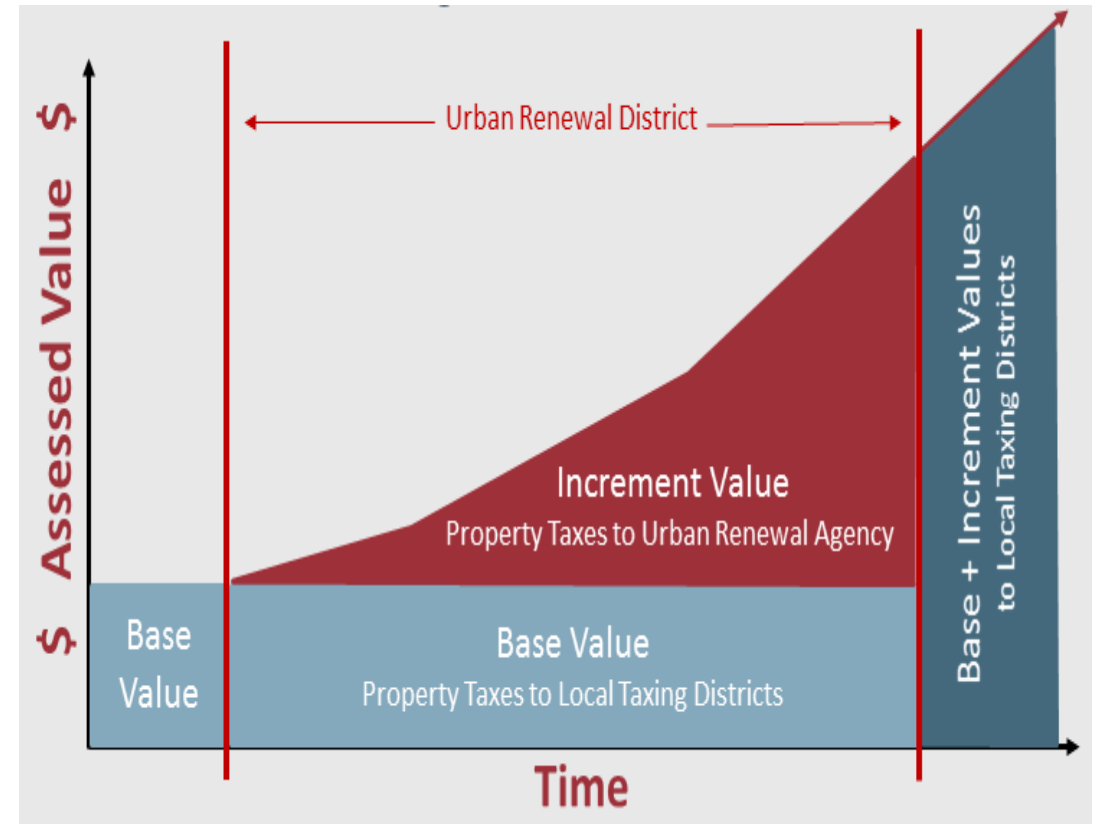 Urban Renewal District
$ Assessed Value $
Increment Value
Property Taxes to Urban Renewal Agency
Base
Value
Base Value
Property Taxes to Local Taxing Districts
Base + Increment Values
to Local Taxing Districts
Time